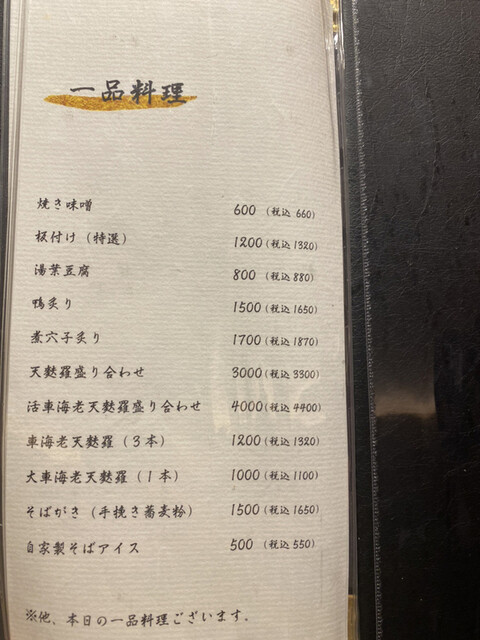 一品料理
焼き味噌 600 (税込 660)
板付け (特選) 1200 (税込 1320)
湯葉豆腐 800 (税込 880)
鴨炙り 1500 (税込 1650)
煮穴子炙り 1700 (税込 1870)
天麩羅盛り合わせ 3000 (税込 3300)
活車海老天麩羅盛り合わせ 4000 (税込 4400)
車海老天麩羅 (3本) 1200 (税込 1320)
大車海老天麩羅 (1本) 1000 (税込 1100)
そばがき (手挽き蕎麦粉) 1500 (税込 1650)
自家製そばアイス 500 (税込 550)
※他、本日の一品料理ございます.